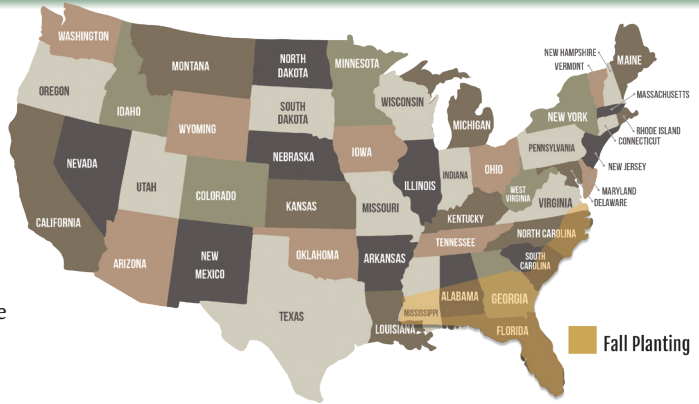 WASHINGTON
OREGON
CALIFORNIA
IDAHO
NEVADA
MONTANA
WYOMING
UTAH
ARIZONA
COLORADO
NEW
MEXICO
NORTH
DAKOTA
SOUTH
DAKOTA
NEBRASKA
KANSAS
OKLAHOMA
TEXAS
MINNESOTA
IOWA
MISSOURI
ARKANSAS
LOUISIANA
WISCONSIN
ILLINOIS
MICHIGAN
INDIANA
OHIO
KENTUCKY
TENNESSEE
MISSISSIPPI
ALABAMA
GEORGIA
FLORIDA
SOUTH
CAROLINA
NORTH CAROLINA
VIRGINIA
WEST
VIRGINIA
PENNSYLVANIA
NEW YORK
NEW HAMPSHIRE
VERMONT
MAINE
MASSACHUSETTS
RHODE ISLAND
CONNECTICUT
NEW JERSEY
MARYLAND
DELAWARE
e
Fall Planting